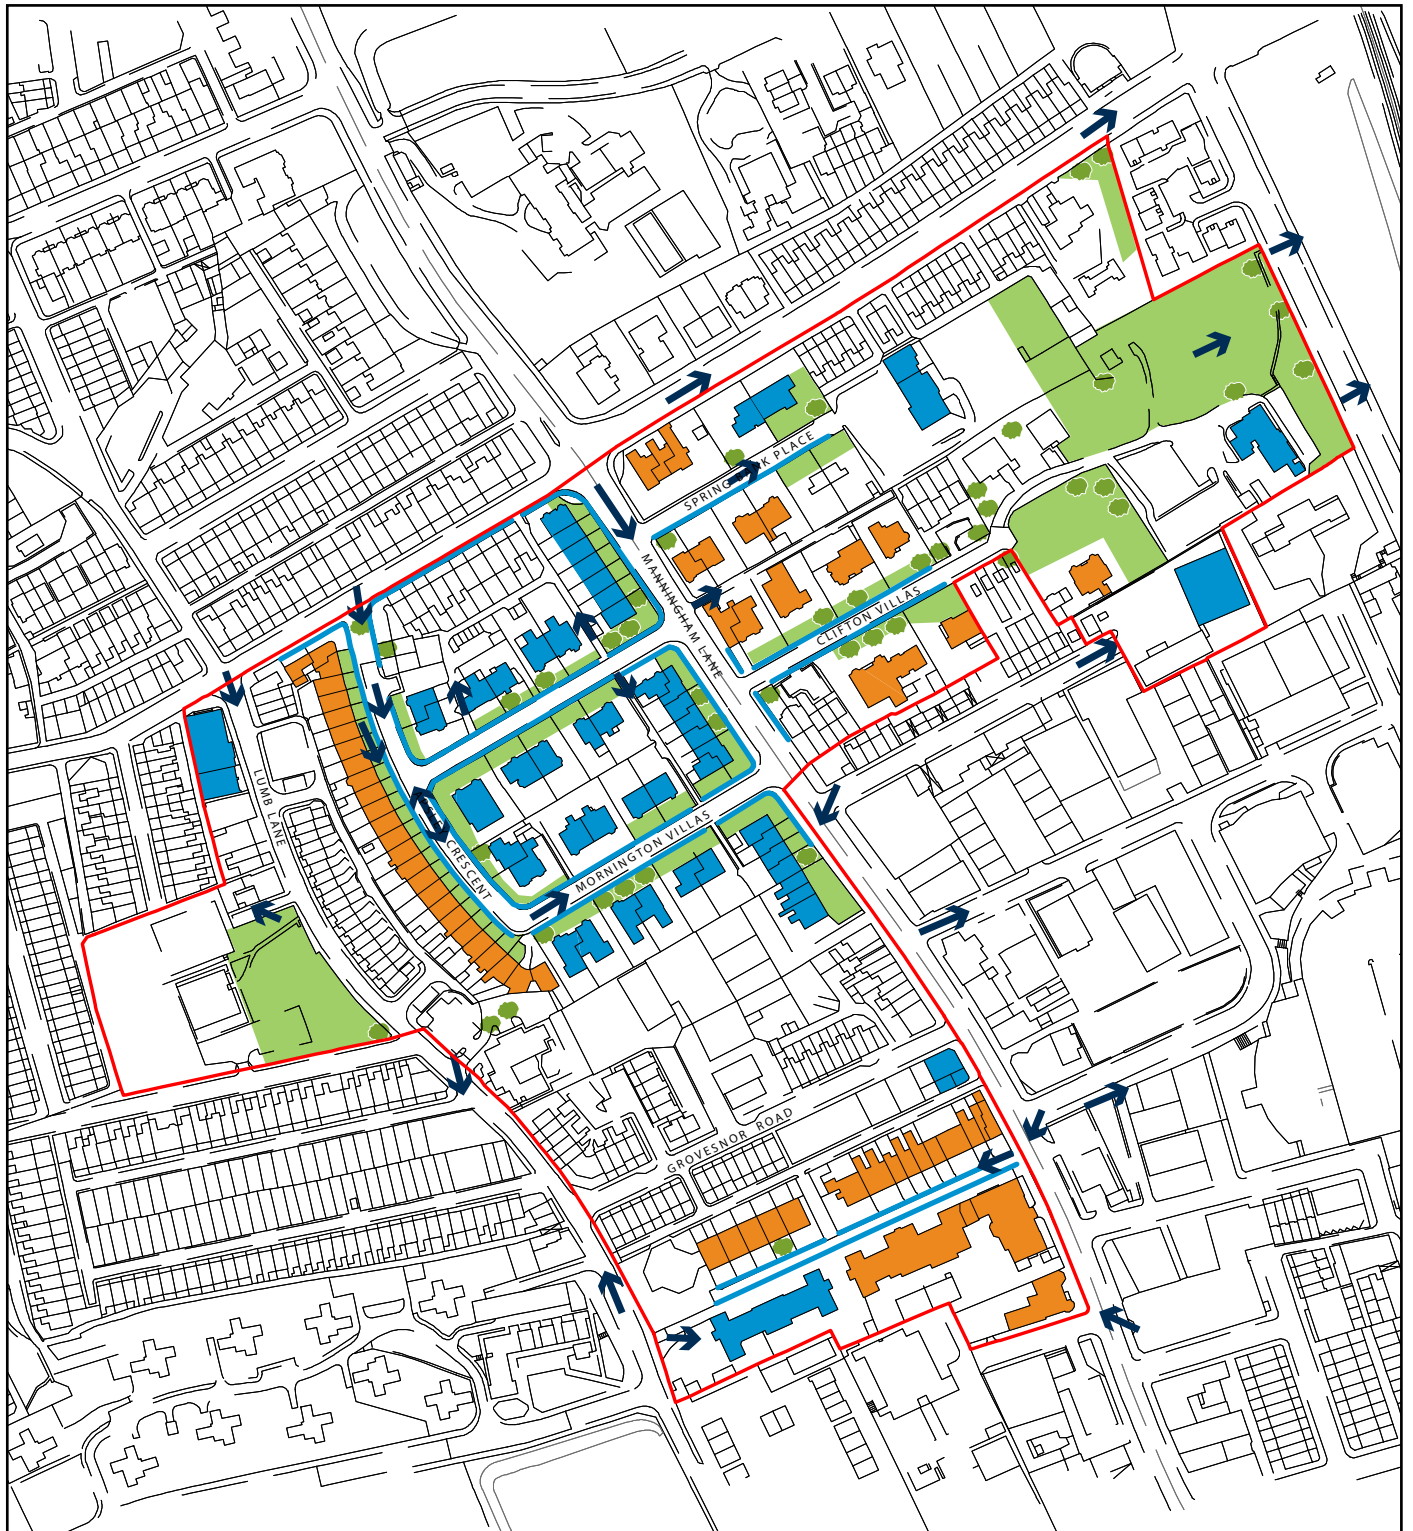 SPRING PLACE
MANNINGHAM LANE
CLIFTON VILLAS
LUMB LANE
CRESCENT
MORNINGTON VILLAS
GROVESNOR ROAD